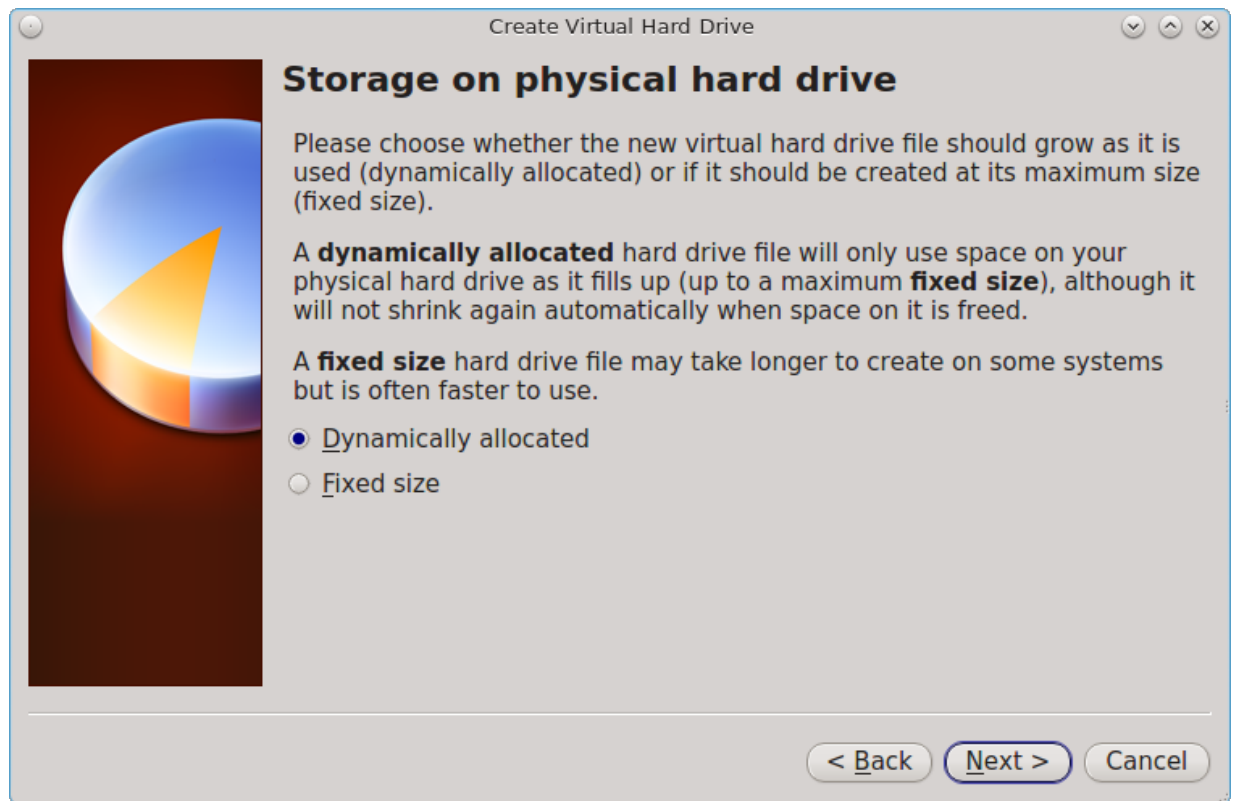 Create Virtual Hard Drive
Storage on physical hard drive
Please choose whether the new virtual hard drive file should grow as it is
used (dynamically allocated) or if it should be created at its maximum size
(fixed size).
A dynamically allocated hard drive file will only use space on your
physical hard drive as it fills up (up to a maximum fixed size), although it
will not shrink again automatically when space on it is freed.
A fixed size hard drive file may take longer to create on some systems
but is often faster to use.
Dynamically allocated
Fixed size
< Back Next > Cancel